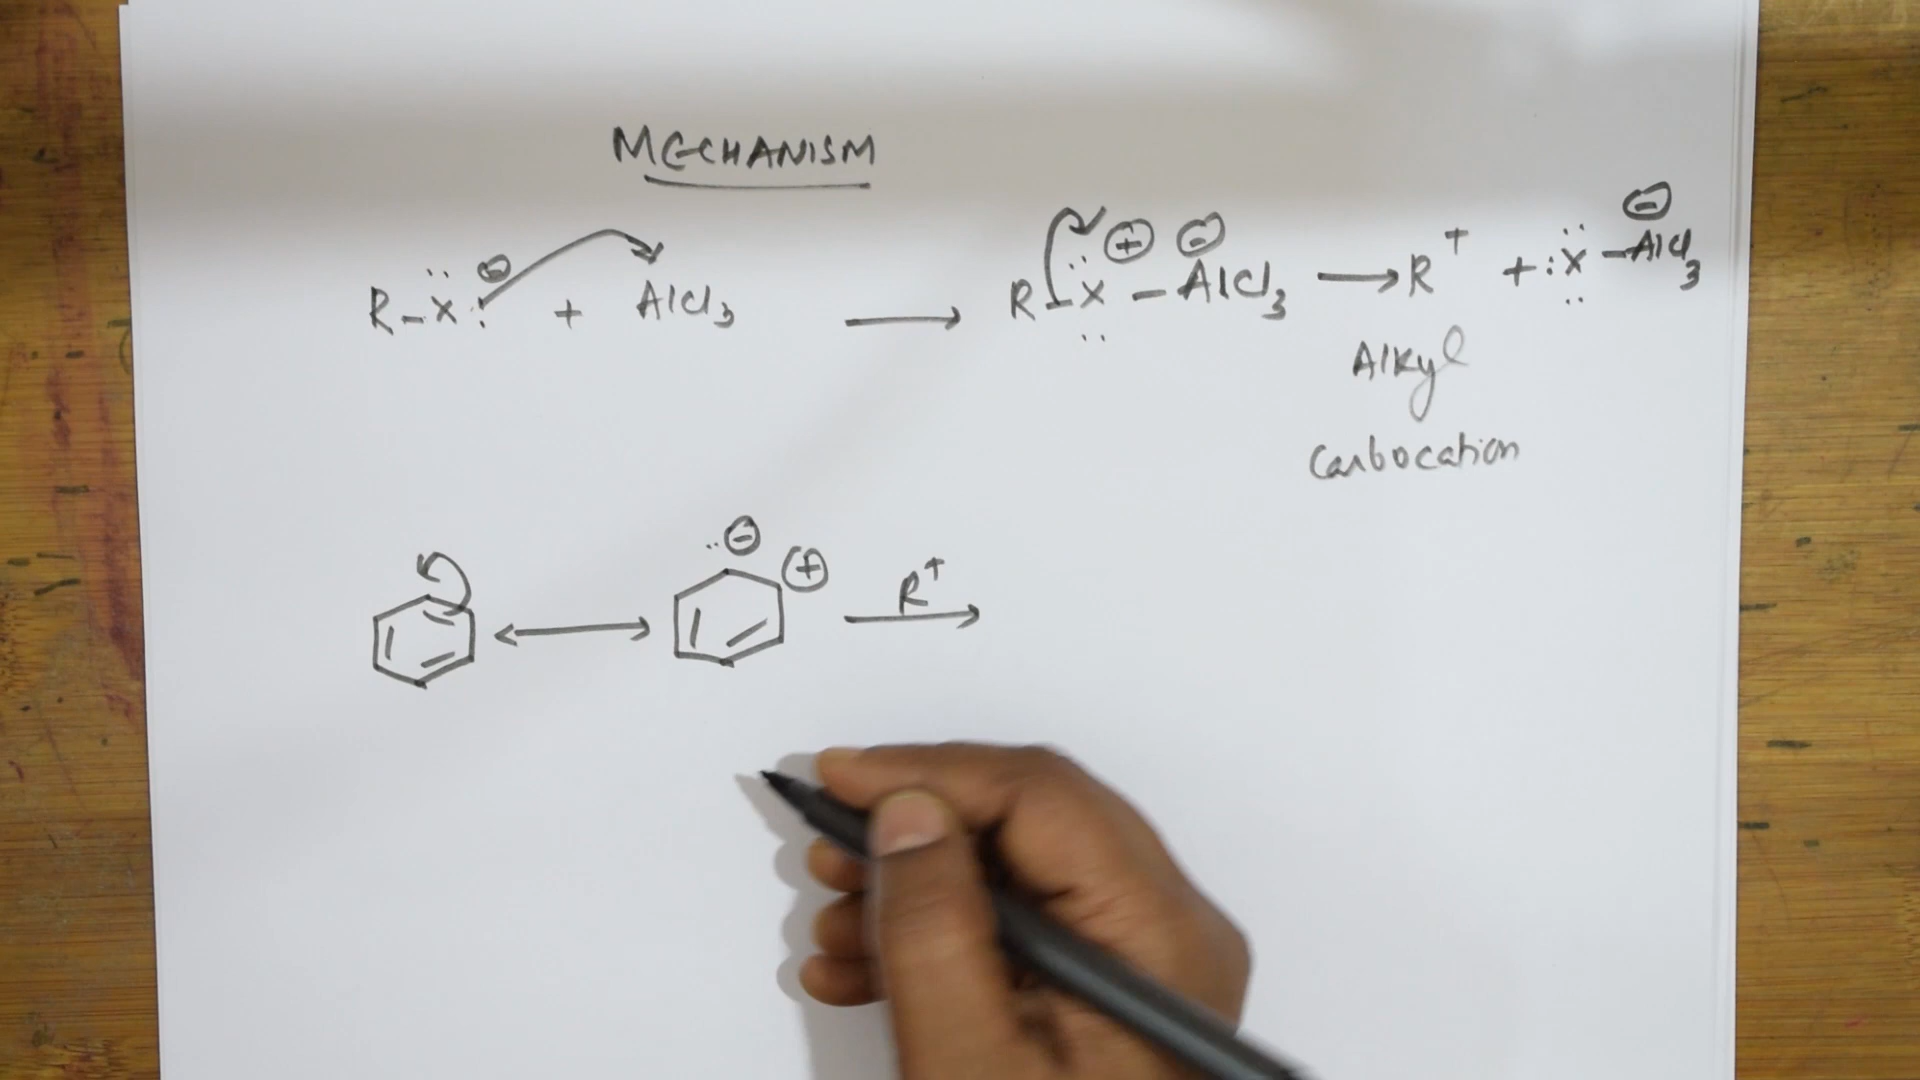 MECHANISM
R-X: ⊖ + AlCl3 ⟶ R-X ⊕ - AlCl3 ⊖ ⟶ R+ + :X - AlCl3 ⊖
Alkyl
Carbocation
⟷ ⊖ ⊕ R+ ⟶